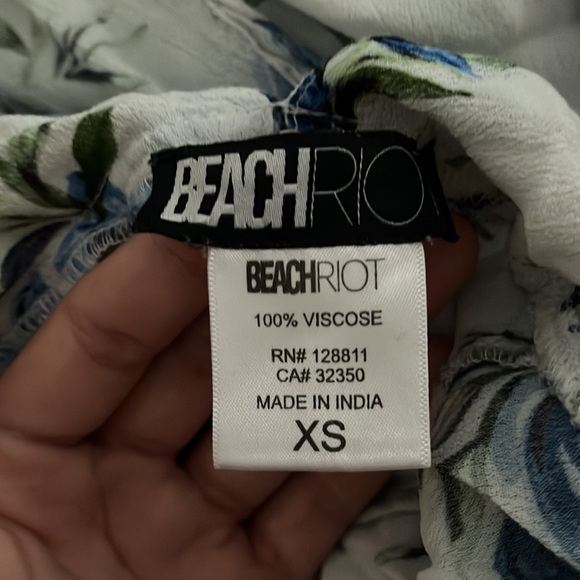 BEACHRIOT
BEACHRIOT
100% VISCOSE
RN# 128811
CA# 32350
MADE IN INDIA
XS